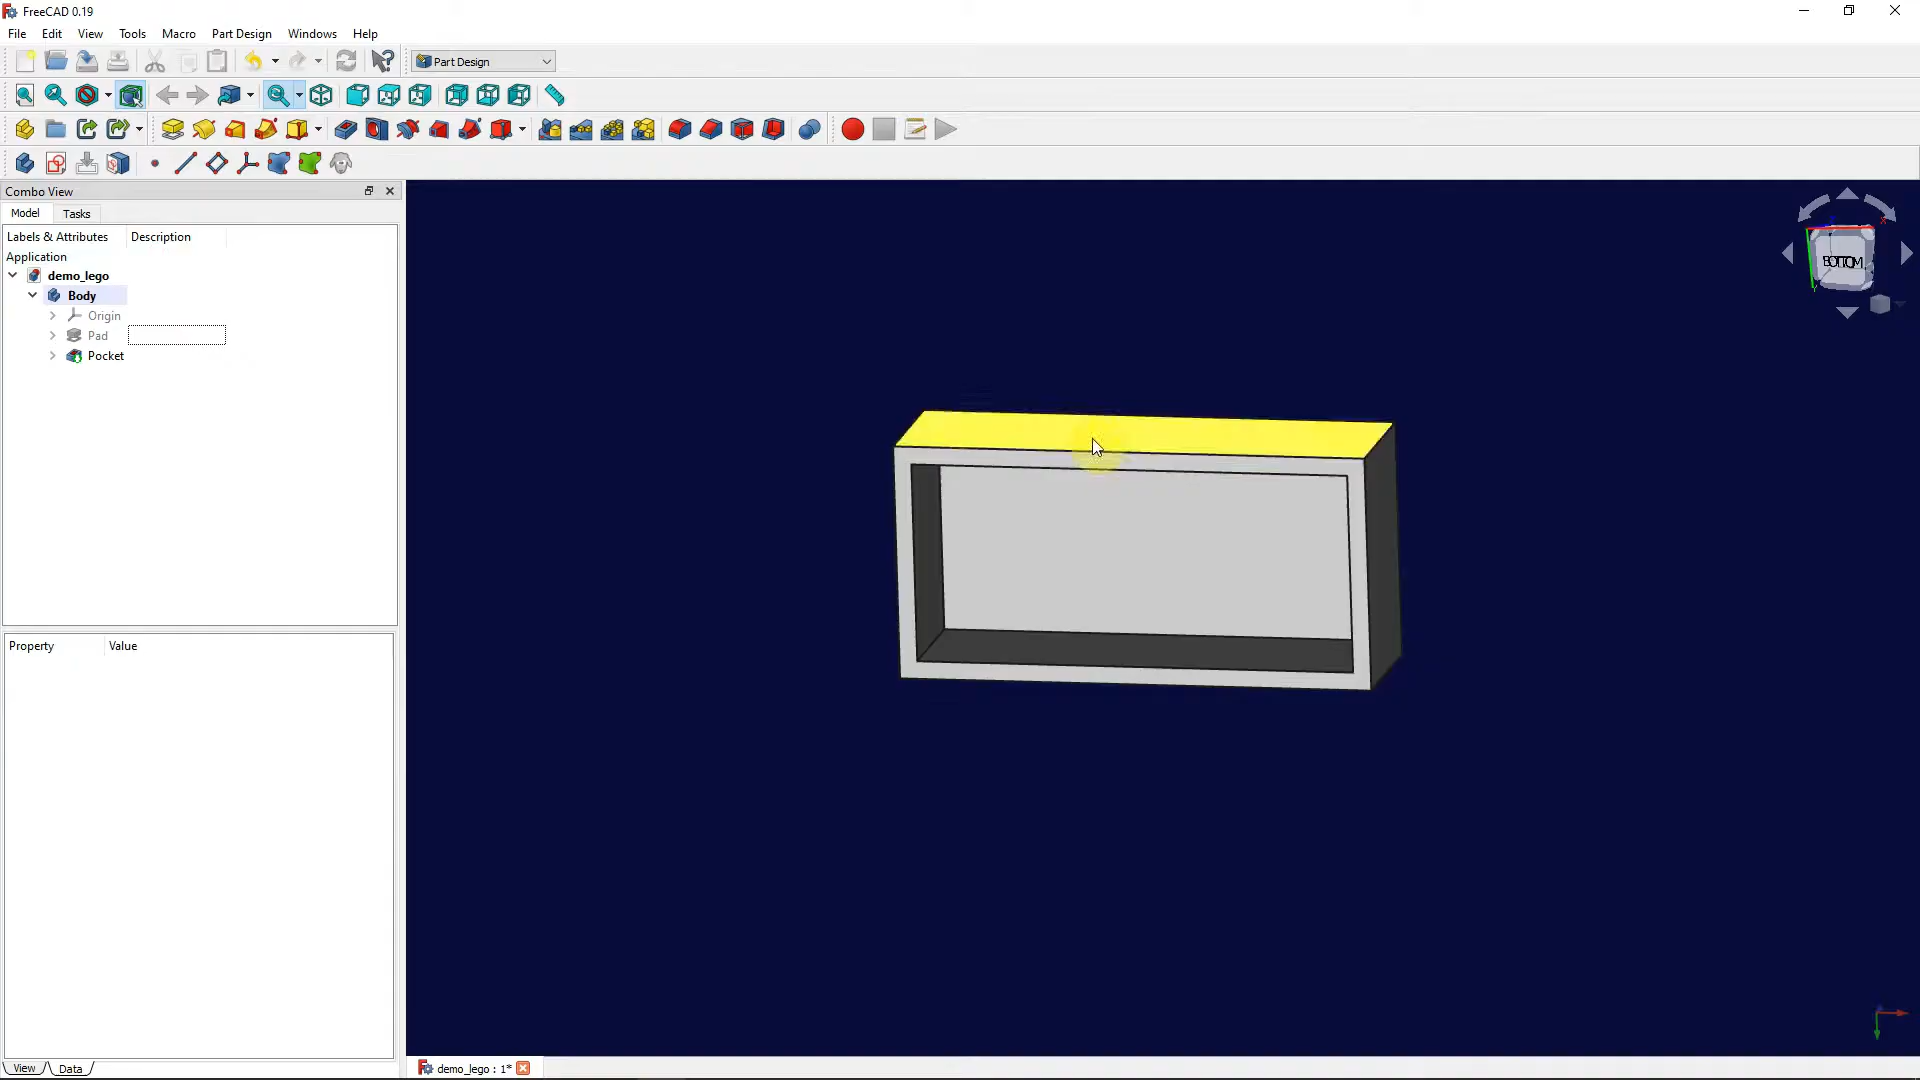 FreeCAD 0.19
File Edit View Tools Macro Part Design Windows Help
Part Design
Combo View
Model Tasks
Labels & Attributes Description
Application
demo_lego
Body
Origin
Pad
Pocket
Property Value
View Data
demo_lego : 1*
BOTTOM
X
Y